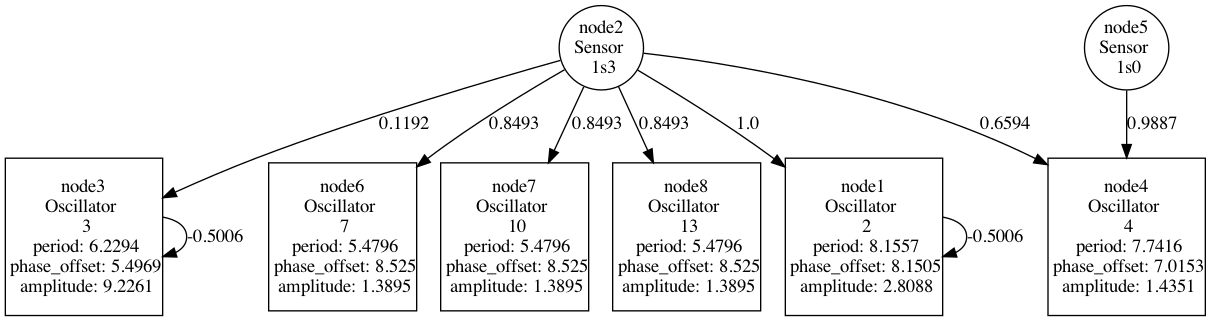 node2
Sensor
1s3
node5
Sensor
1s0
0.1192
0.8493
0.8493
0.8493
1.0
0.6594
0.9887
node3
Oscillator
3
period: 6.2294
phase_offset: 5.4969
amplitude: 9.2261
-0.5006
node6
Oscillator
7
period: 5.4796
phase_offset: 8.525
amplitude: 1.3895
node7
Oscillator
10
period: 5.4796
phase_offset: 8.525
amplitude: 1.3895
node8
Oscillator
13
period: 5.4796
phase_offset: 8.525
amplitude: 1.3895
node1
Oscillator
2
period: 8.1557
phase_offset: 8.1505
amplitude: 2.8088
-0.5006
node4
Oscillator
4
period: 7.7416
phase_offset: 7.0153
amplitude: 1.4351